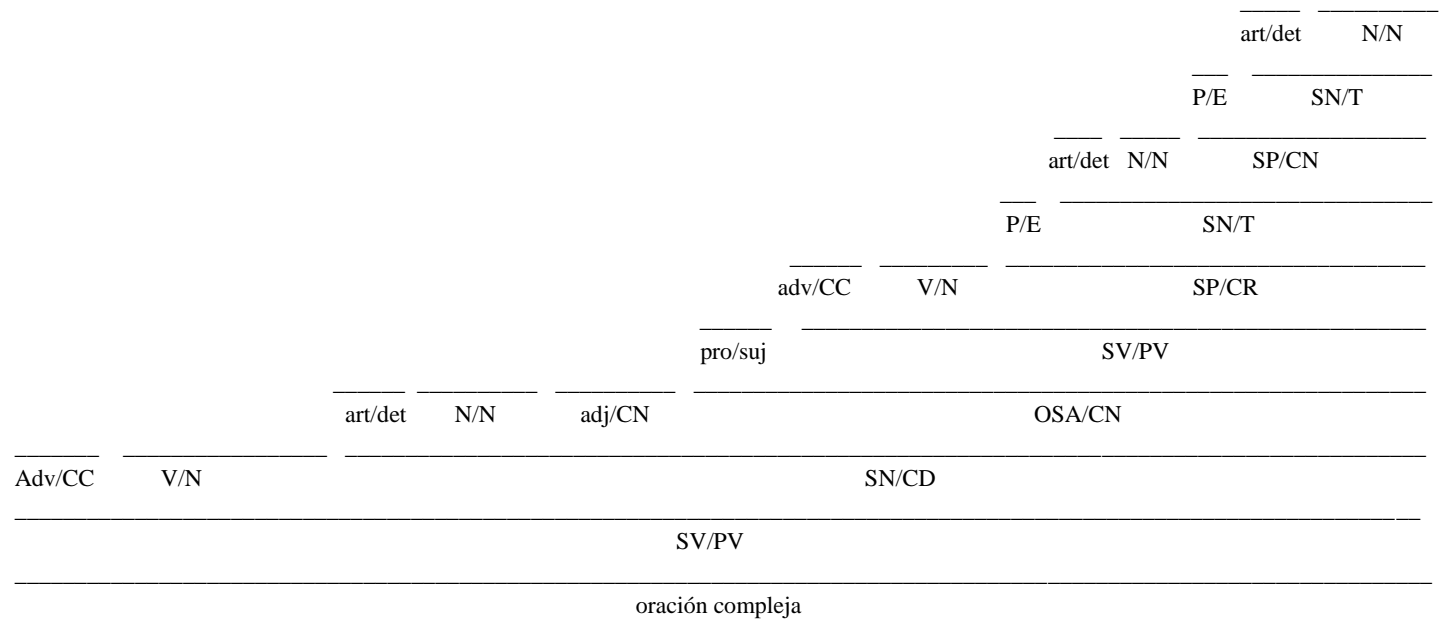 art/det N/N
P/E SN/T
art/det N/N SP/CN
P/E SN/T
adv/CC V/N SP/CR
pro/suj SV/PV
art/det N/N adj/CN OSA/CN
Adv/CC V/N SN/CD
SV/PV
oración compleja